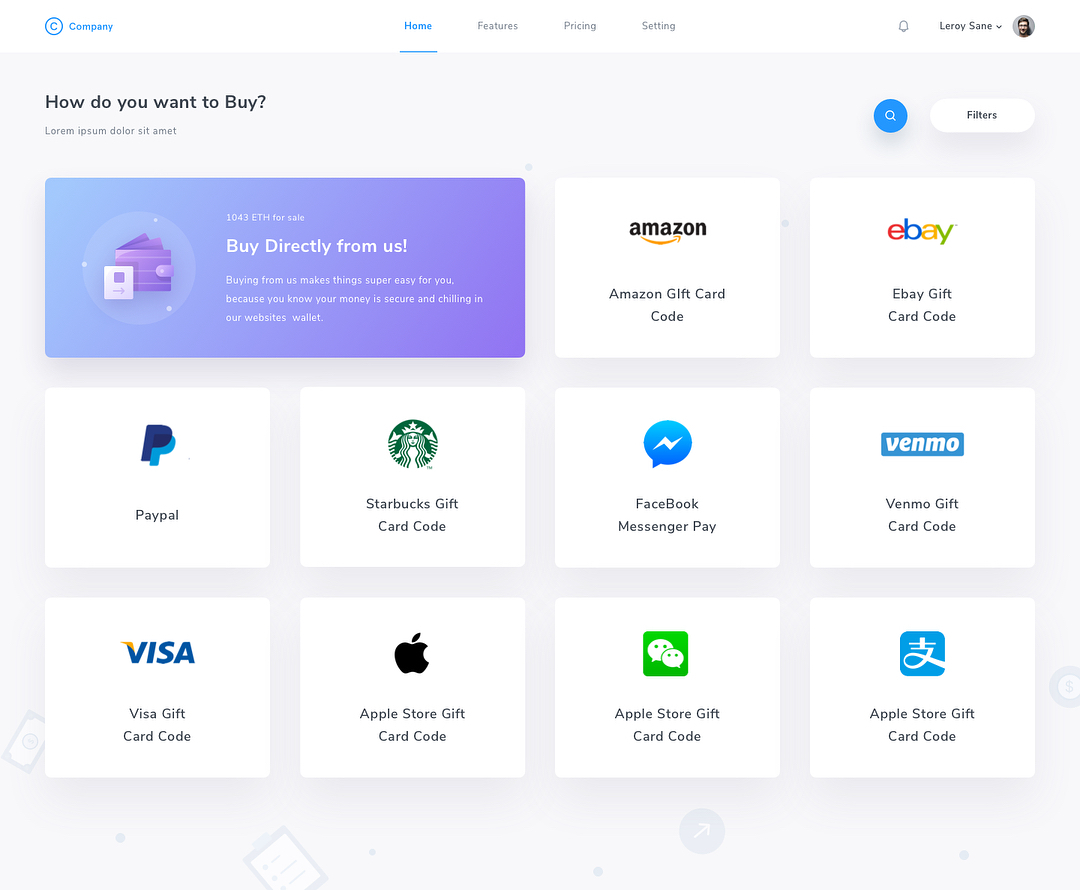 C Company
Home
Features
Pricing
Setting
Leroy Sane
How do you want to Buy?
Lorem ipsum dolor sit amet
Filters
1043 ETH for sale
Buy Directly from us!
Buying from us makes things super easy for you,
because you know your money is secure and chilling in
our websites wallet.
amazon
Amazon GIft Card
Code
ebay
Ebay Gift
Card Code
Paypal
Starbucks Gift
Card Code
FaceBook
Messenger Pay
venmo
Venmo Gift
Card Code
VISA
Visa Gift
Card Code
Apple Store Gift
Card Code
Apple Store Gift
Card Code
支
Apple Store Gift
Card Code
$